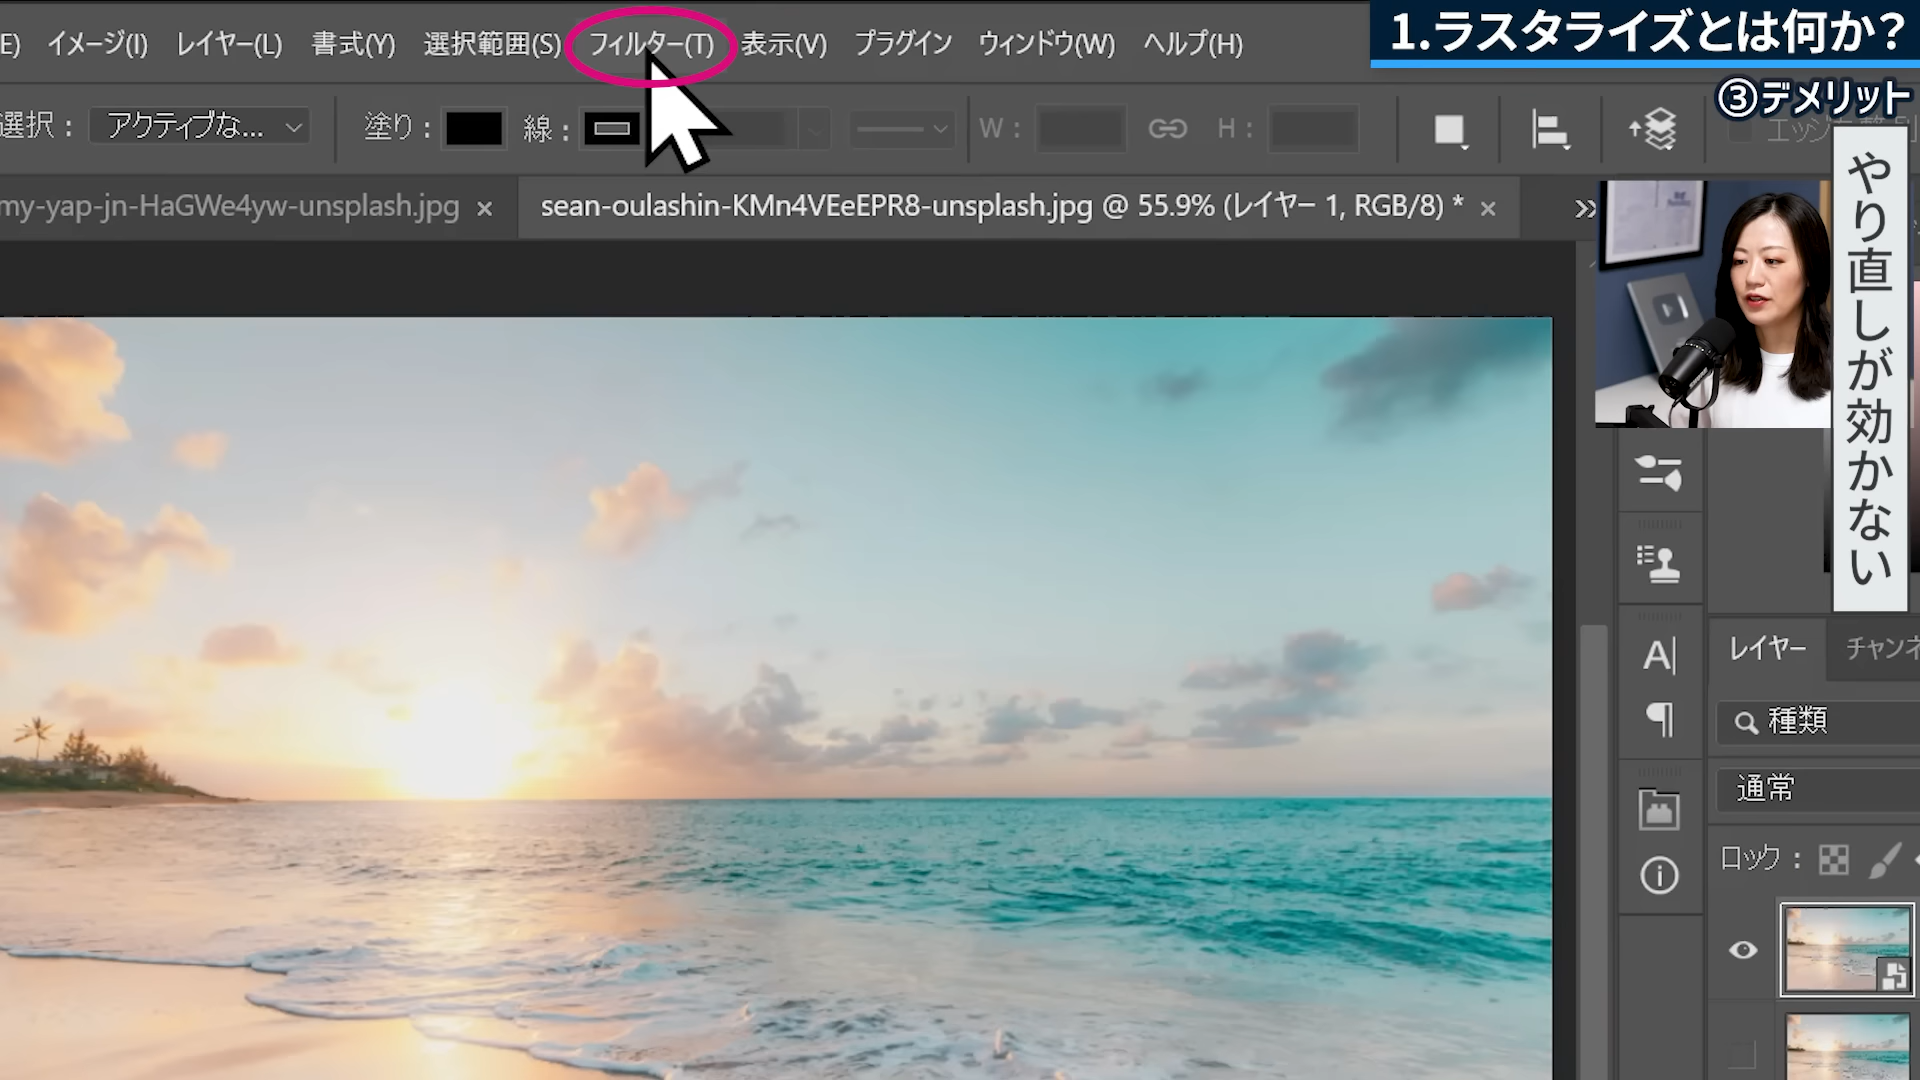 E) イメージ(I) レイヤー(L) 書式(Y) 選択範囲(S) フィルター(T) 表示(V) プラグイン ウィンドウ(W) ヘルプ(H)
1.ラスタライズとは何か?
③デメリット
選択： アクティブな... 塗り： 線： W： H：
my-yap-jn-HaGWe4yw-unsplash.jpg ×
sean-oulashin-KMn4VEeEPR8-unsplash.jpg @ 55.9% (レイヤー 1, RGB/8) * ×
やり直しが効かない
レイヤー チャンネ
種類
通常
ロック：